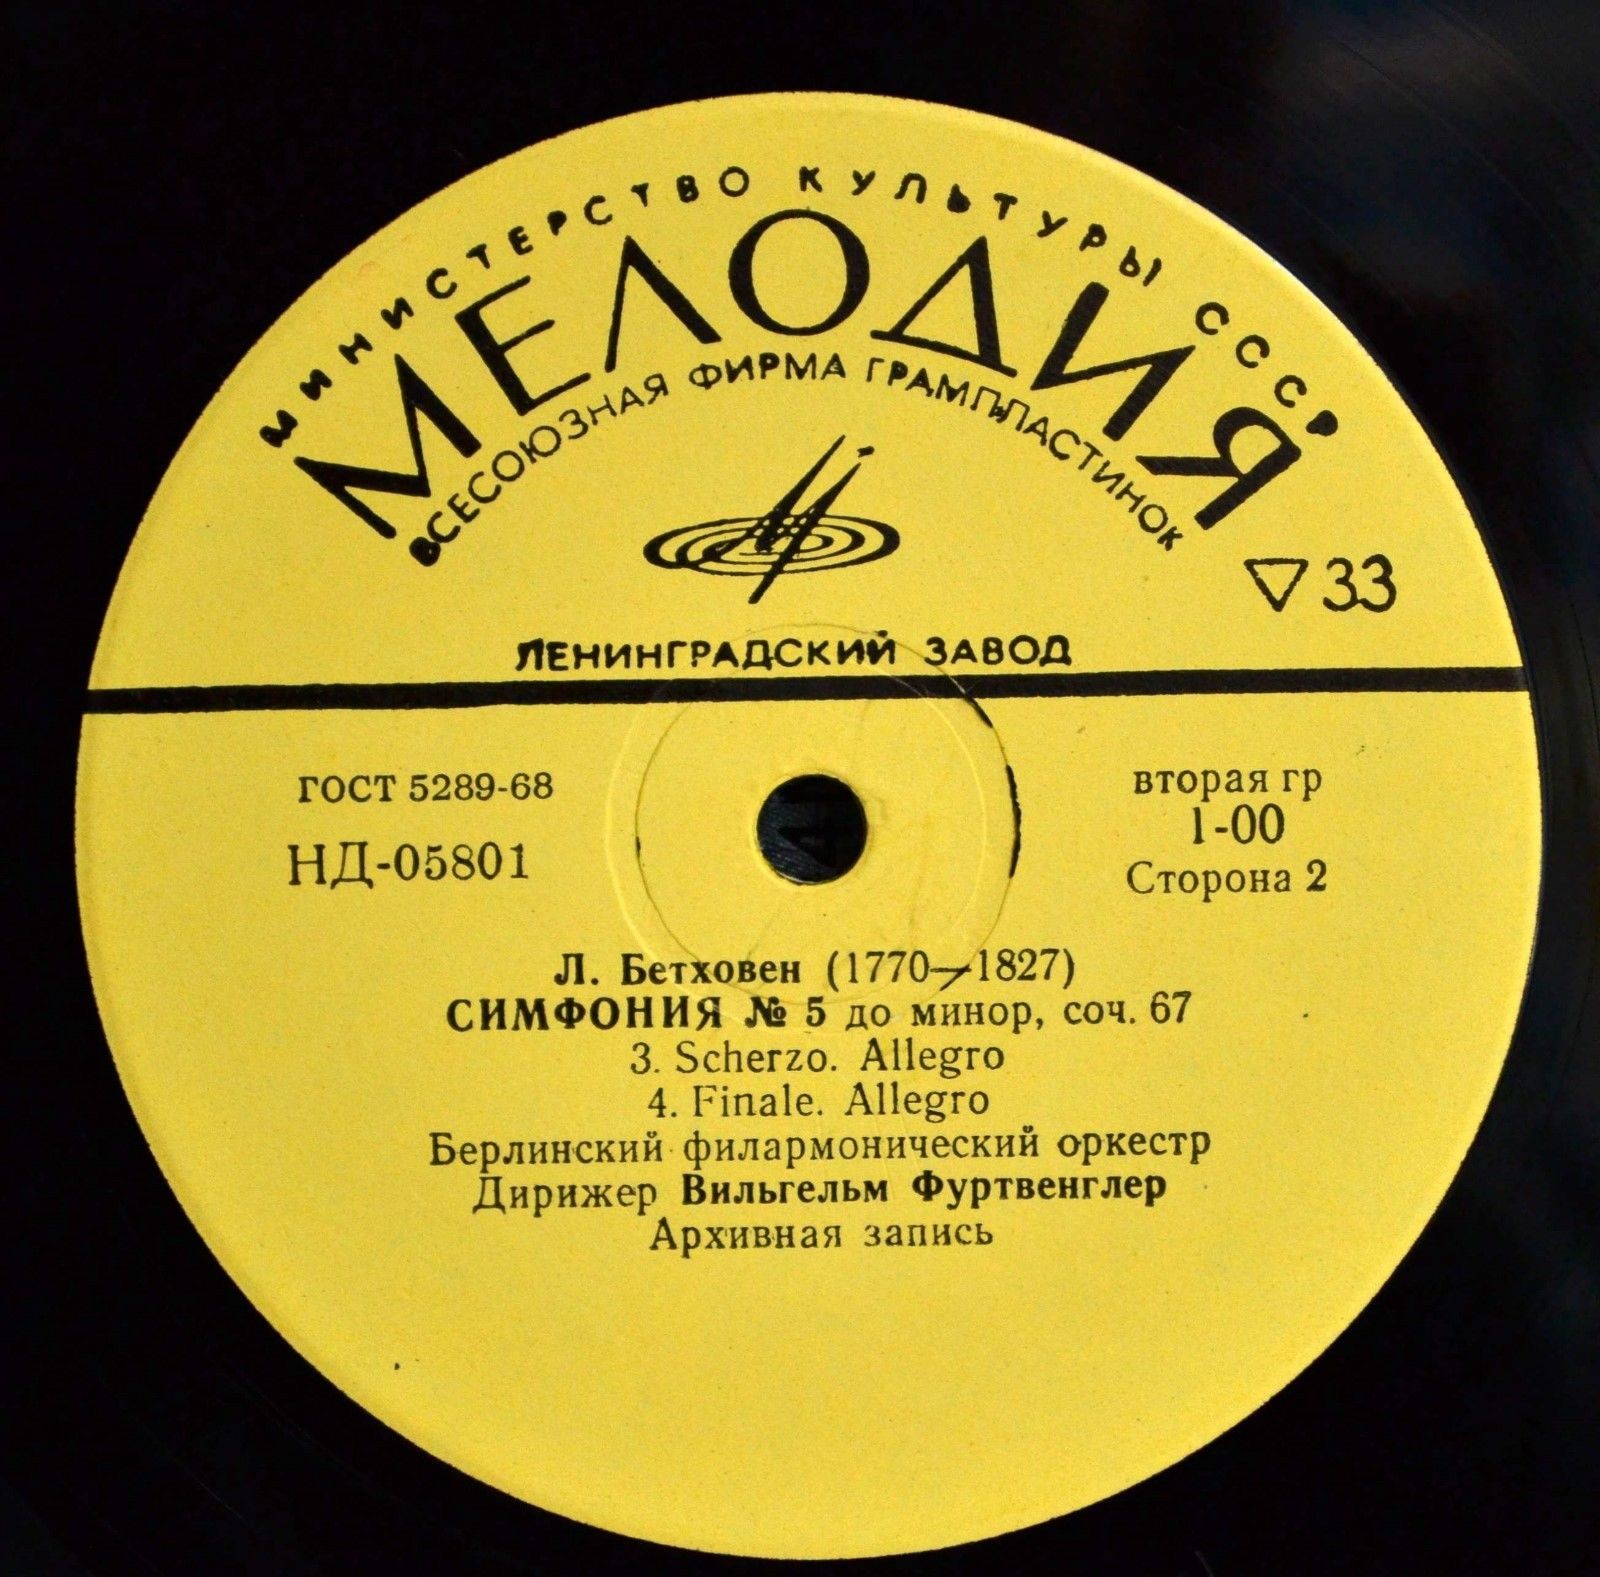 МИНИСТЕРСТВО КУЛЬТУРЫ СССР
МЕЛОДИЯ
ВСЕСОЮЗНАЯ ФИРМА ГРАМПЛАСТИНОК
▽ 33
ЛЕНИНГРАДСКИЙ ЗАВОД
ГОСТ 5289-68
НД-05801
вторая гр
1-00
Сторона 2
Л. Бетховен (1770—1827)
СИМФОНИЯ № 5 до минор, соч. 67
3. Scherzo. Allegro
4. Finale. Allegro
Берлинский филармонический оркестр
Дирижер Вильгельм Фуртвенглер
Архивная запись